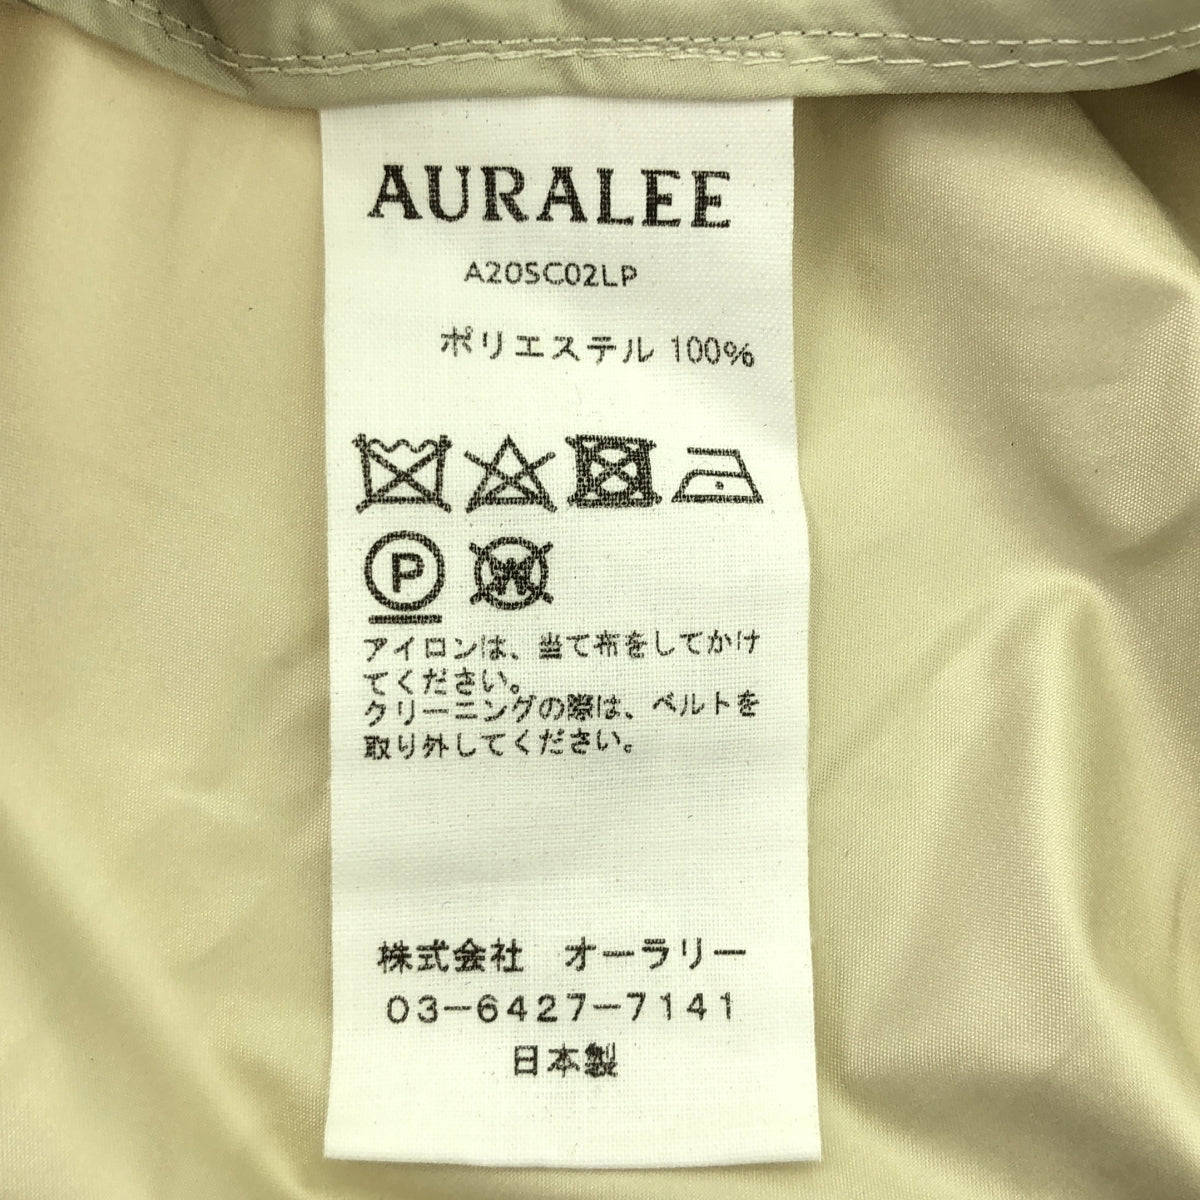 AURALEE
A20SC02LP
ポリエステル 100%
P
W
アイロンは、当て布をしてかけ
てください。
クリーニングの際は、ベルトを
取り外してください。
株式会社 オーラリー
03-6427-7141
日本製